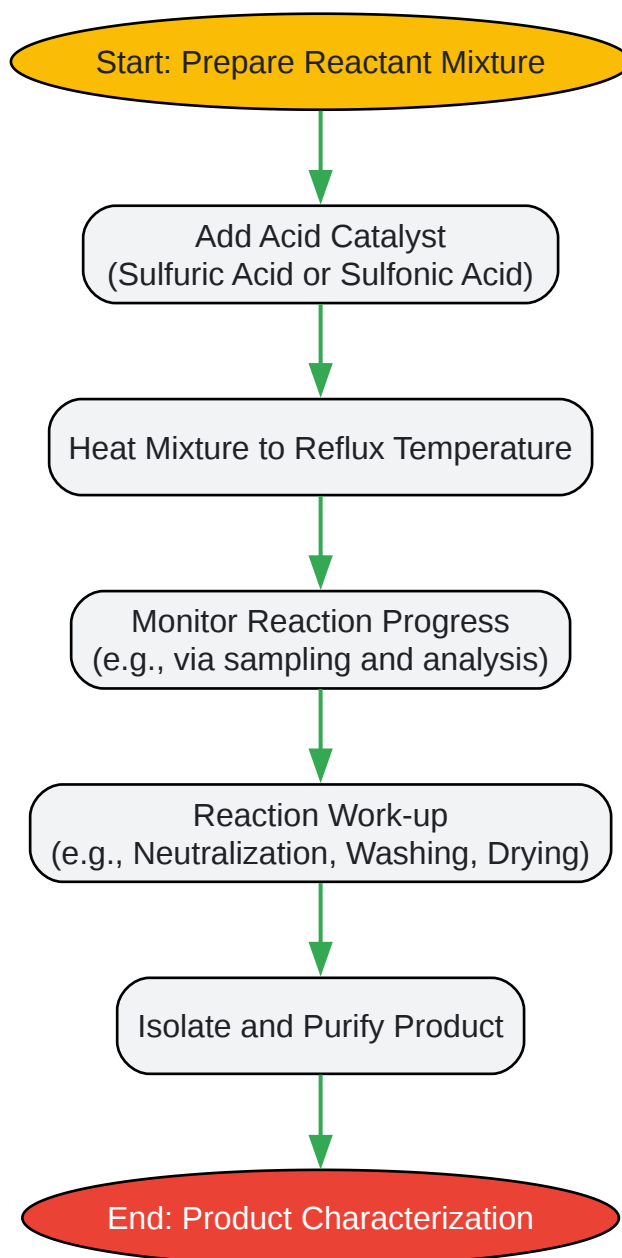 Start: Prepare Reactant Mixture
Add Acid Catalyst
(Sulfuric Acid or Sulfonic Acid)
Heat Mixture to Reflux Temperature
Monitor Reaction Progress
(e.g., via sampling and analysis)
Reaction Work-up
(e.g., Neutralization, Washing, Drying)
Isolate and Purify Product
End: Product Characterization